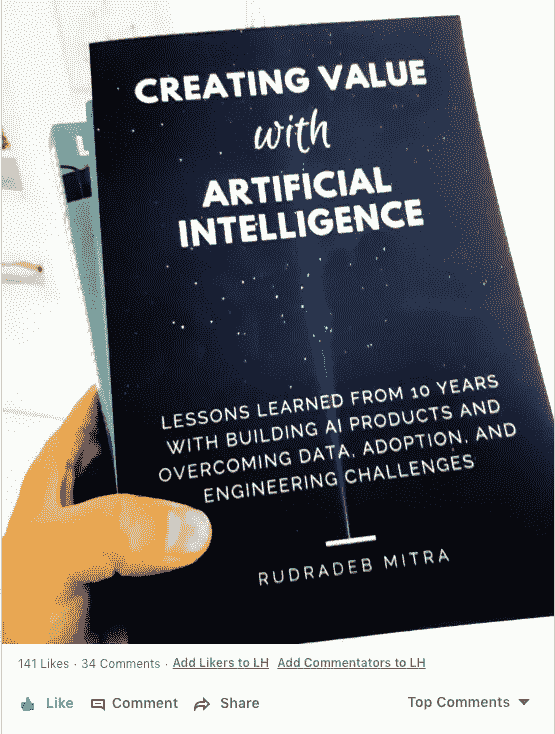 CREATING VALUE
with
ARTIFICIAL
INTELLIGENCE
L
LESSONS LEARNED FROM 10 YEARS
WITH BUILDING AI PRODUCTS AND
OVERCOMING DATA, ADOPTION, AND
ENGINEERING CHALLENGES
RUDRADEB MITRA
141 Likes · 34 Comments · Add Likers to LH Add Commentators to LH
Like Comment Share Top Comments